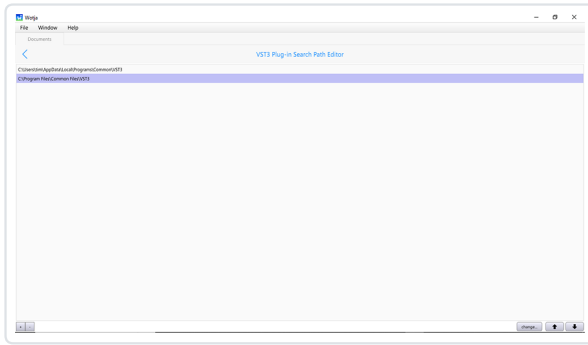 Wotja
File Window Help
Documents
VST3 Plug-in Search Path Editor
C:\Users\tim\AppData\Local\Programs\Common\VST3
C:\Program Files\Common Files\VST3
+ - change...